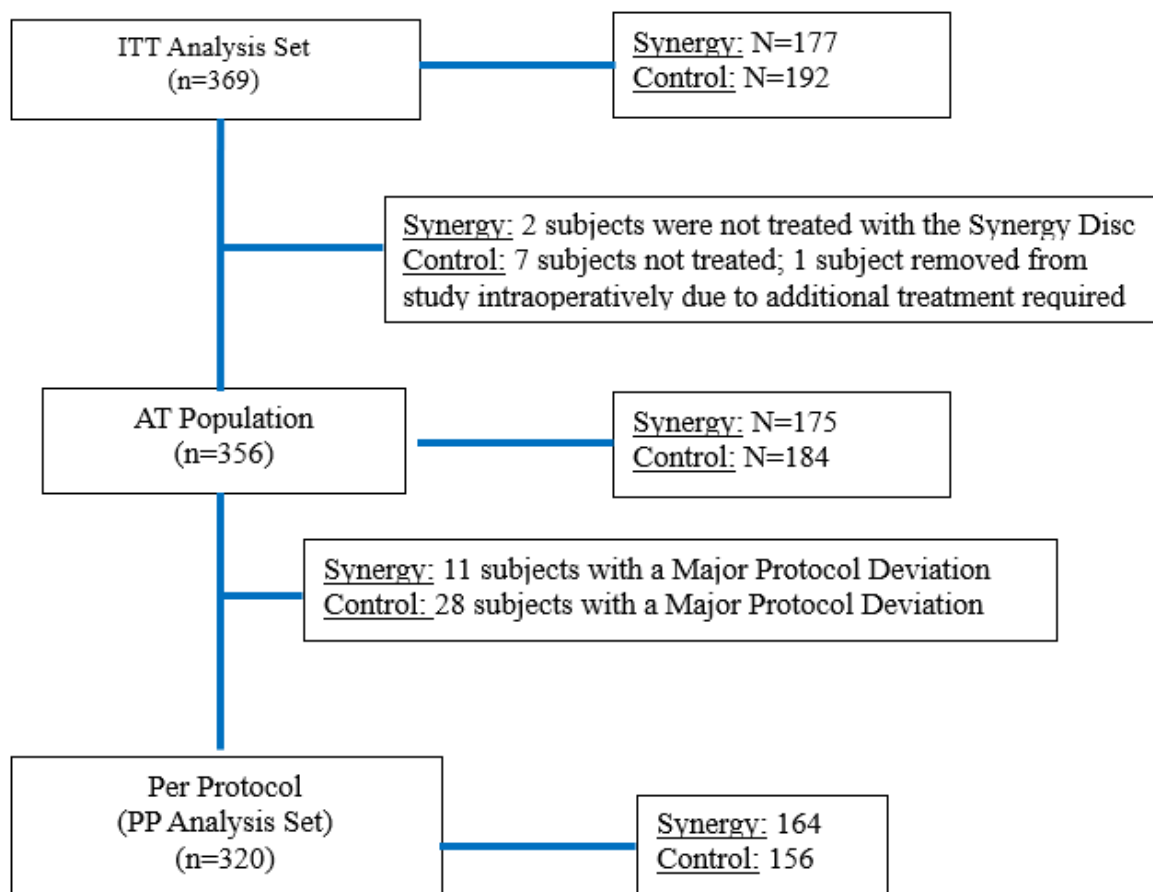 ITT Analysis Set
(n=369)
Synergy: N=177
Control: N=192
Synergy: 2 subjects were not treated with the Synergy Disc
Control: 7 subjects not treated; 1 subject removed from
study intraoperatively due to additional treatment required
AT Population
(n=356)
Synergy: N=175
Control: N=184
Synergy: 11 subjects with a Major Protocol Deviation
Control: 28 subjects with a Major Protocol Deviation
Per Protocol
(PP Analysis Set)
(n=320)
Synergy: 164
Control: 156